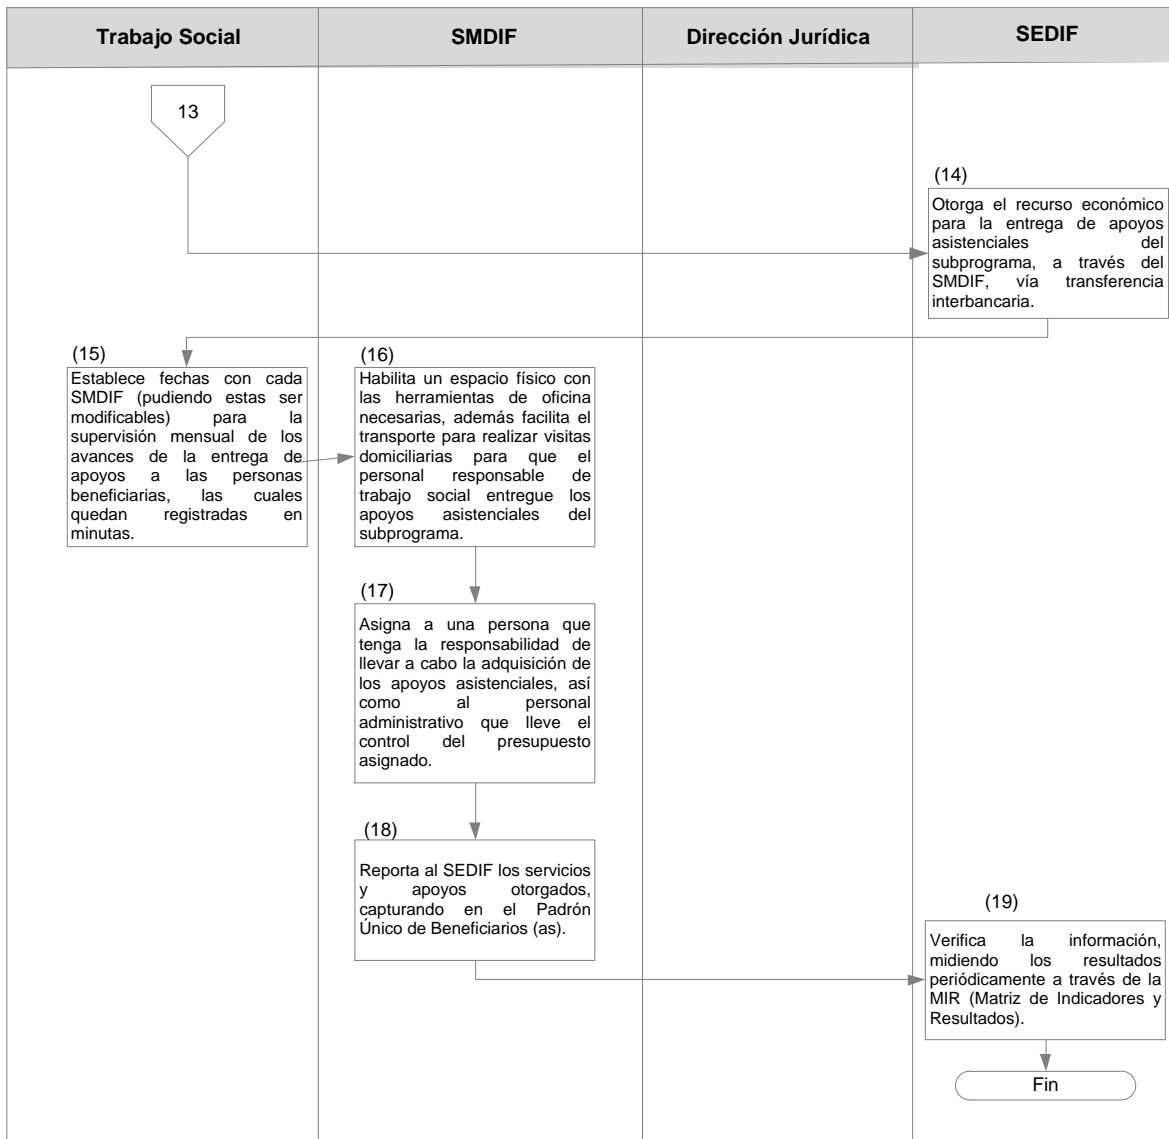 Trabajo Social
SMDIF
Dirección Jurídica
SEDIF
13
(14)
Otorga el recurso económico
para la entrega de apoyos
asistenciales del
subprograma, a través del
SMDIF, vía transferencia
interbancaria.
(15)
Establece fechas con cada
SMDIF (pudiendo estas ser
modificables) para la
supervisión mensual de los
avances de la entrega de
apoyos a las personas
beneficiarias, las cuales
quedan registradas en
minutas.
(16)
Habilita un espacio físico con
las herramientas de oficina
necesarias, además facilita el
transporte para realizar visitas
domiciliarias para que el
personal responsable de
trabajo social entregue los
apoyos asistenciales del
subprograma.
(17)
Asigna a una persona que
tenga la responsabilidad de
llevar a cabo la adquisición de
los apoyos asistenciales, así
como al personal
administrativo que lleve el
control del presupuesto
asignado.
(18)
Reporta al SEDIF los servicios
y apoyos otorgados,
capturando en el Padrón
Único de Beneficiarios (as).
(19)
Verifica la información,
midiendo los resultados
periódicamente a través de la
MIR (Matriz de Indicadores y
Resultados).
Fin